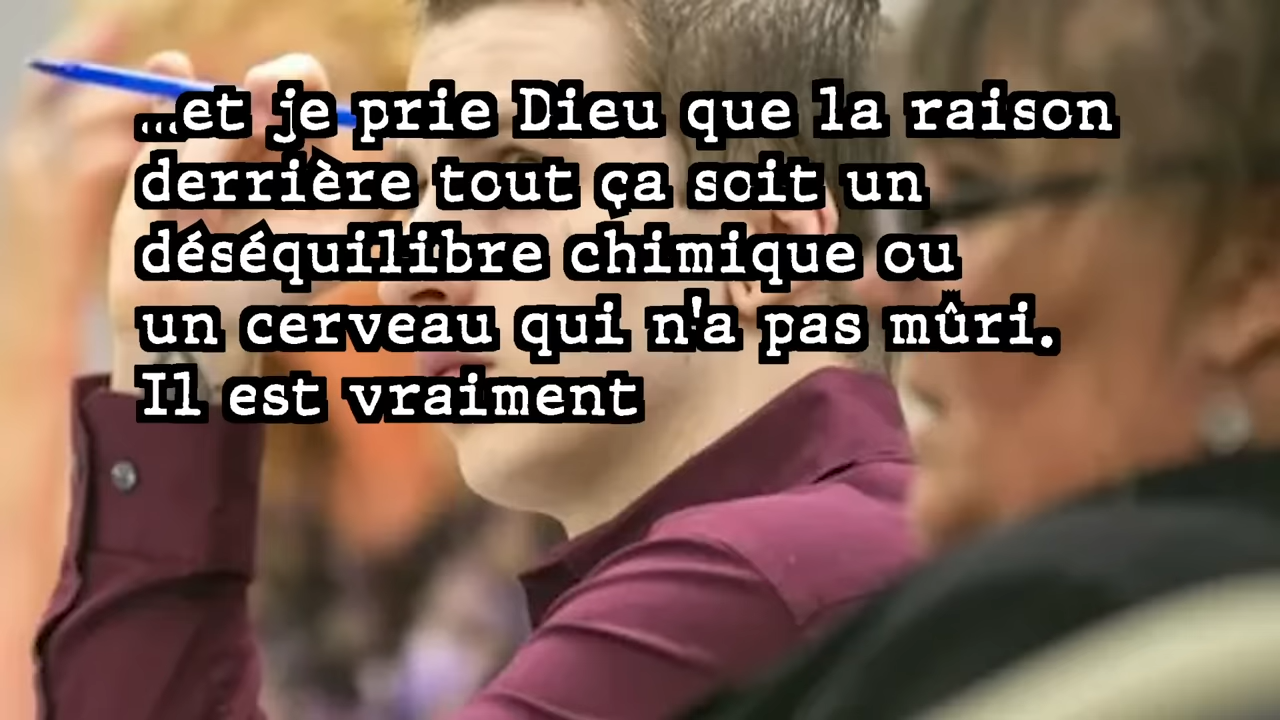 ...et je prie Dieu que la raison
derrière tout ça soit un
déséquilibre chimique ou
un cerveau qui n'a pas mûri.
Il est vraiment